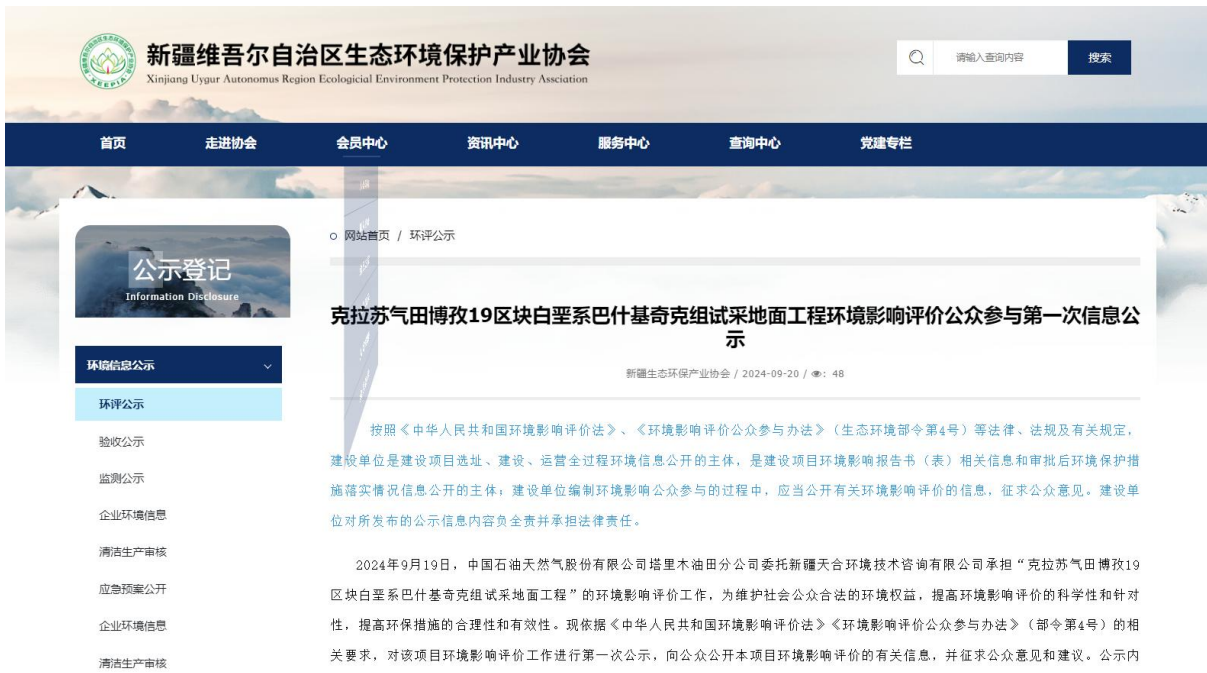 新疆维吾尔自治区生态环境保护产业协会
Xinjiang Uygur Autonomus Region Ecologicial Environment Protection Industry Assciation
XEEPIA
请输入查询内容
搜索
首页 走进协会 会员中心 资讯中心 服务中心 查询中心 党建专栏
公示登记
Information Disclosure
环境信息公示
环评公示
验收公示
监测公示
企业环境信息
清洁生产审核
应急预案公开
企业环境信息
清洁生产审核
网站首页 / 环评公示
克拉苏气田博孜19区块白垩系巴什基奇克组试采地面工程环境影响评价公众参与第一次信息公
示
新疆生态环保产业协会 / 2024-09-20 / : 48
按照《中华人民共和国环境影响评价法》、《环境影响评价公众参与办法》（生态环境部令第4号）等法律、法规及有关规定，
建设单位是建设项目选址、建设、运营全过程环境信息公开的主体，是建设项目环境影响报告书（表）相关信息和审批后环境保护措
施落实情况信息公开的主体；建设单位编制环境影响公众参与的过程中，应当公开有关环境影响评价的信息，征求公众意见。建设单
位对所发布的公示信息内容负全责并承担法律责任。
2024年9月19日，中国石油天然气股份有限公司塔里木油田分公司委托新疆天合环境技术咨询有限公司承担“克拉苏气田博孜19
区块白垩系巴什基奇克组试采地面工程”的环境影响评价工作，为维护社会公众合法的环境权益，提高环境影响评价的科学性和针对
性，提高环保措施的合理性和有效性。现依据《中华人民共和国环境影响评价法》《环境影响评价公众参与办法》（部令第4号）的相
关要求，对该项目环境影响评价工作进行第一次公示，向公众公开本项目环境影响评价的有关信息，并征求公众意见和建议。公示内